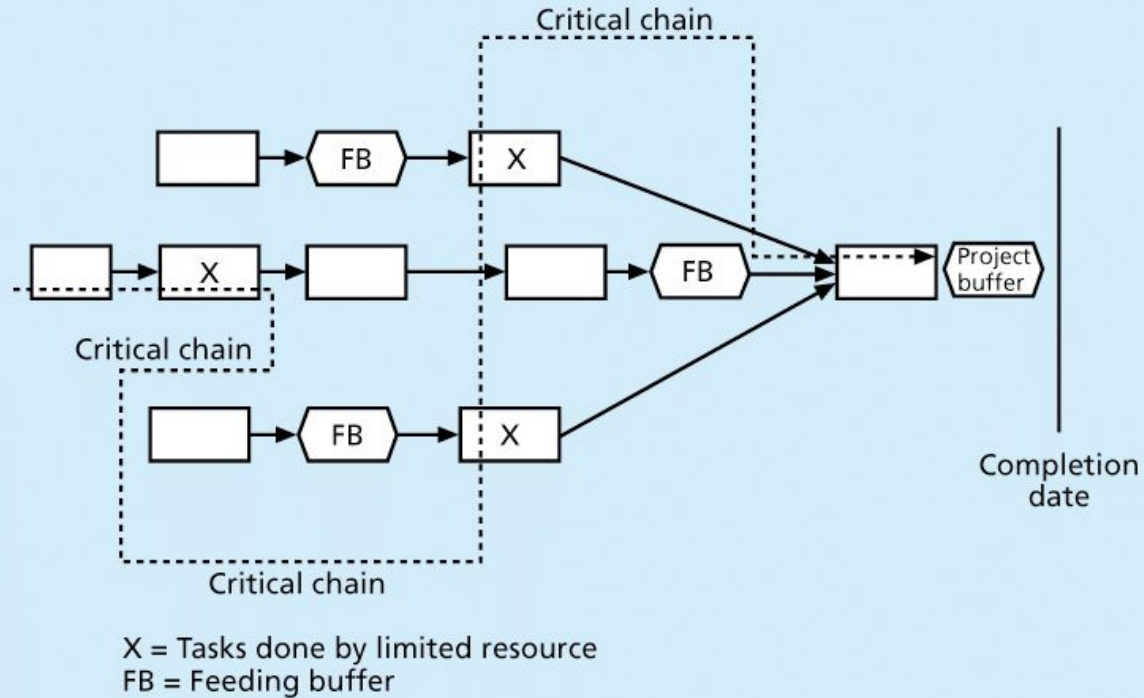 Critical chain
FB
X
X
FB
Project
buffer
Critical chain
FB
X
Completion
date
Critical chain
X = Tasks done by limited resource
FB = Feeding buffer